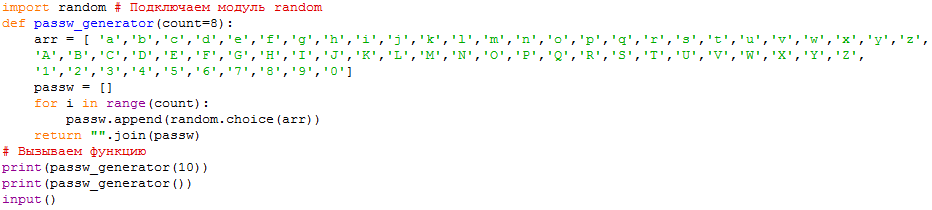 import random # Подключаем модуль random
def passw_generator(count=8):
    arr = [ 'a','b','c','d','e','f','g','h','i','j','k','l','m','n','o','p','q','r','s','t','u','v','w','x','y','z',
    'A','B','C','D','E','F','G','H','I','J','K','L','M','N','O','P','Q','R','S','T','U','V','W','X','Y','Z',
    '1','2','3','4','5','6','7','8','9','0']
    passw = []
    for i in range(count):
        passw.append(random.choice(arr))
    return "".join(passw)
# Вызываем функцию
print(passw_generator(10))
print(passw_generator())
input()